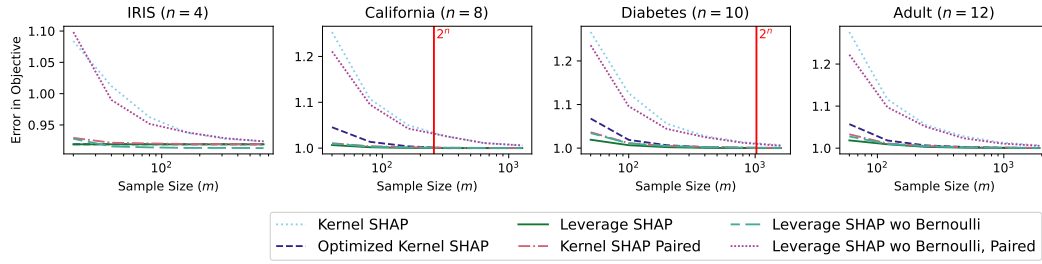 IRIS (n = 4)
California (n = 8)
Diabetes (n = 10)
Adult (n = 12)
Error in Objective
1.10
1.05
1.00
0.95
10²
Sample Size (m)
1.2
1.1
1.0
2ⁿ
10²
10³
Sample Size (m)
1.2
1.1
1.0
2ⁿ
10²
10³
Sample Size (m)
1.2
1.1
1.0
10²
10³
Sample Size (m)
Kernel SHAP
Optimized Kernel SHAP
Leverage SHAP
Kernel SHAP Paired
Leverage SHAP wo Bernoulli
Leverage SHAP wo Bernoulli, Paired